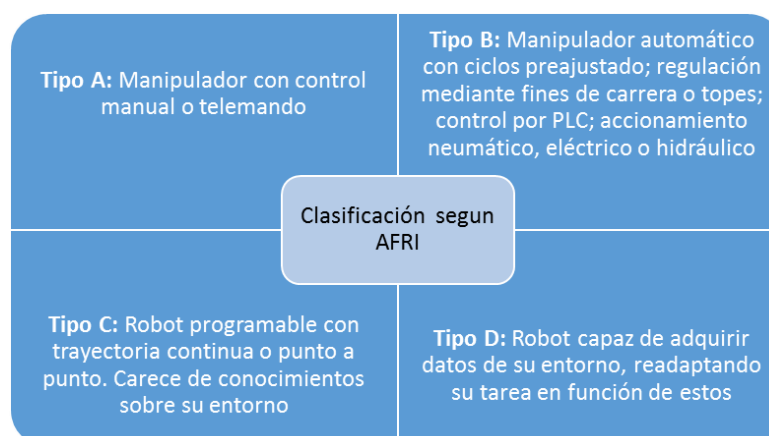 Tipo A: Manipulador con control
manual o telemando
Tipo B: Manipulador automático
con ciclos preajustado; regulación
mediante fines de carrera o topes;
control por PLC; accionamiento
neumático, eléctrico o hidráulico
Clasificación segun
AFRI
Tipo C: Robot programable con
trayectoria continua o punto a
punto. Carece de conocimientos
sobre su entorno
Tipo D: Robot capaz de adquirir
datos de su entorno, readaptando
su tarea en función de estos